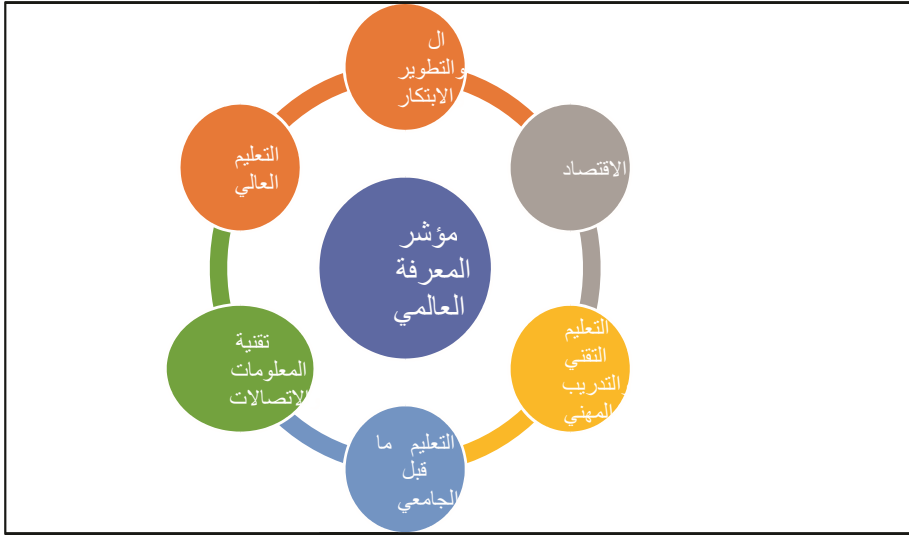 ال
والتطوير
الابتكار
الاقتصاد
التعليم
التقني
والتدريب
المهني
التعليم ما
قبل
الجامعي
تقنية
المعلومات
الاتصالات
التعليم
العالي
مؤشر
المعرفة
العالمي